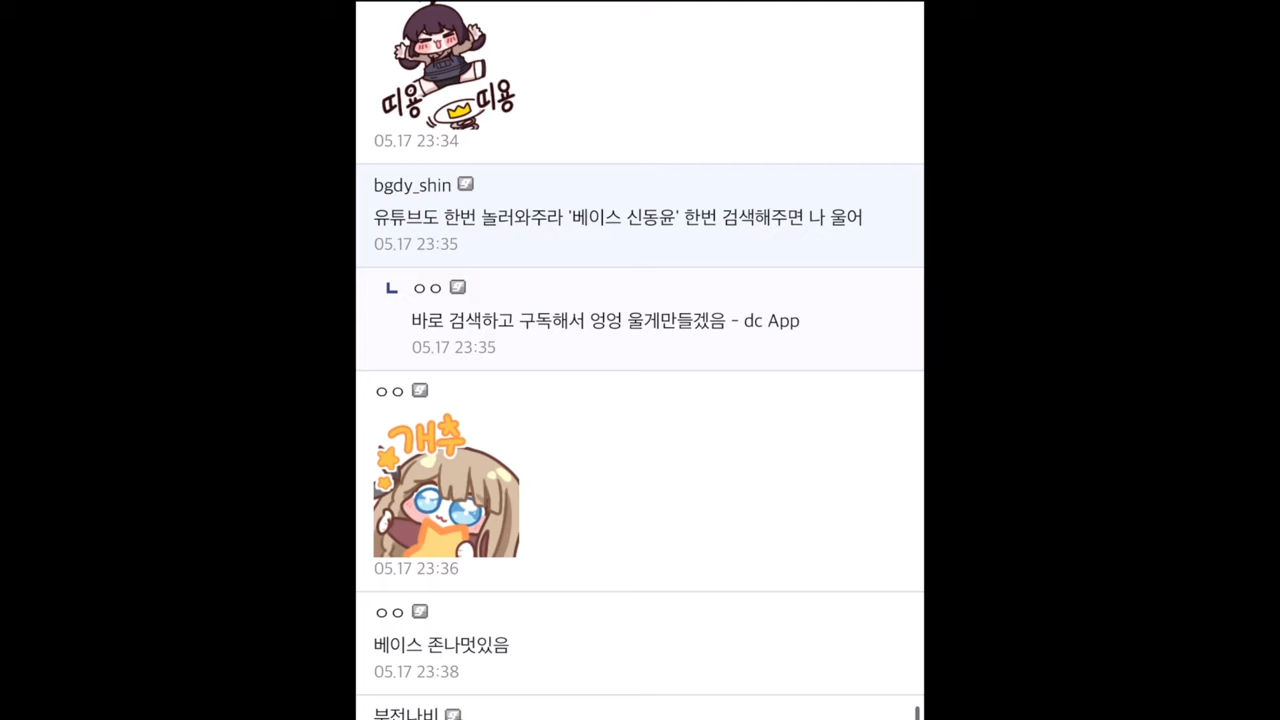 띠용 띠용
05.17 23:34
bgdy_shin
유튜브도 한번 놀러와주라 '베이스 신동윤' 한번 검색해주면 나 울어
05.17 23:35
ㄴ ㅇㅇ
바로 검색하고 구독해서 엉엉 울게만들겠음 - dc App
05.17 23:35
ㅇㅇ
개추
05.17 23:36
ㅇㅇ
베이스 존나멋있음
05.17 23:38
부전나비